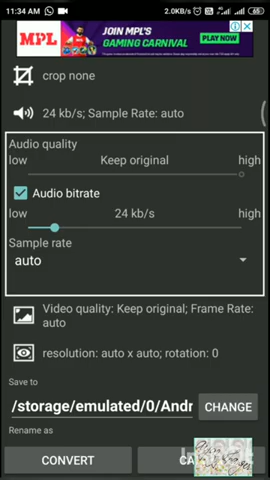 11:34 AM
2.0KB/s
65
MPL
JOIN MPL'S
GAMING CARNIVAL
PLAY NOW
crop none
24 kb/s; Sample Rate: auto
Audio quality
low Keep original high
Audio bitrate
low 24 kb/s high
Sample rate
auto
Video quality: Keep original; Frame Rate:
auto
resolution: auto x auto; rotation: 0
Save to
/storage/emulated/0/Andr
CHANGE
Rename as
CONVERT